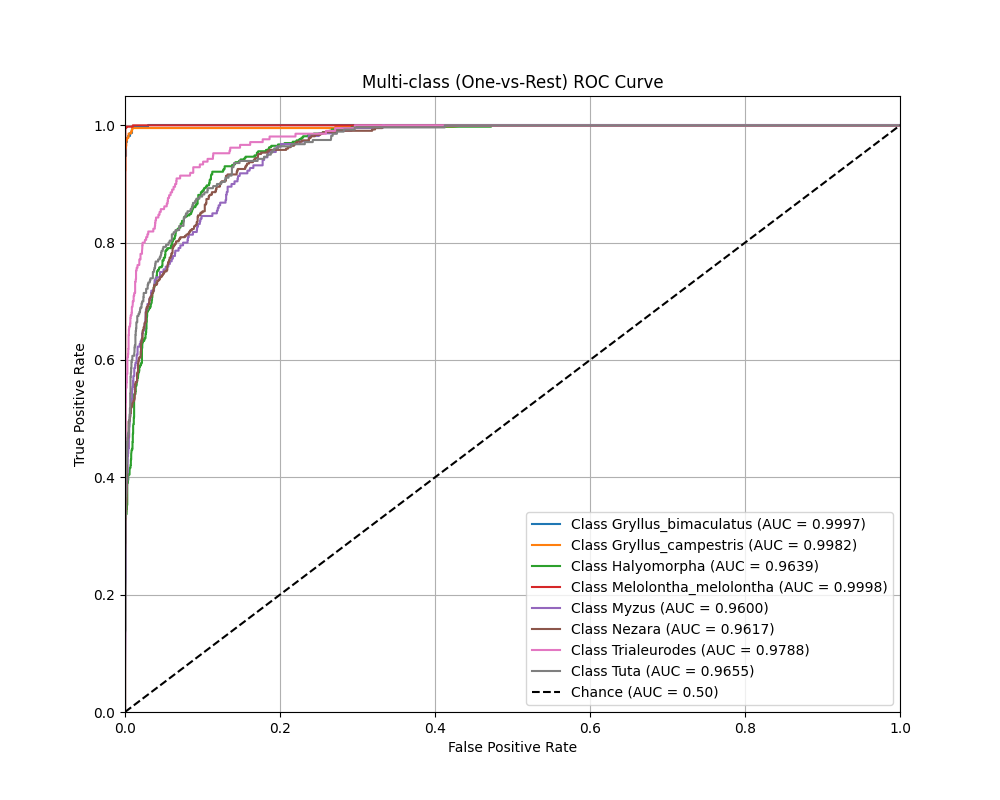 Multi-class (One-vs-Rest) ROC Curve
True Positive Rate
1.0
0.8
0.6
0.4
0.2
0.0
Class Gryllus_bimaculatus (AUC = 0.9997)
Class Gryllus_campestris (AUC = 0.9982)
Class Halyomorpha (AUC = 0.9639)
Class Melolontha_melolontha (AUC = 0.9998)
Class Myzus (AUC = 0.9600)
Class Nezara (AUC = 0.9617)
Class Trialeurodes (AUC = 0.9788)
Class Tuta (AUC = 0.9655)
Chance (AUC = 0.50)
0.0 0.2 0.4 0.6 0.8 1.0
False Positive Rate